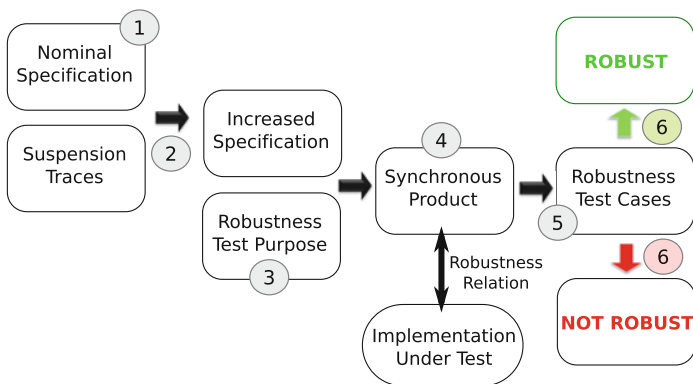 1
Nominal
Specification
Suspension
Traces
2
Increased
Specification
Robustness
Test Purpose
3
4
Synchronous
Product
Robustness
Relation
Implementation
Under Test
ROBUST
6
Robustness
Test Cases
5
6
NOT ROBUST